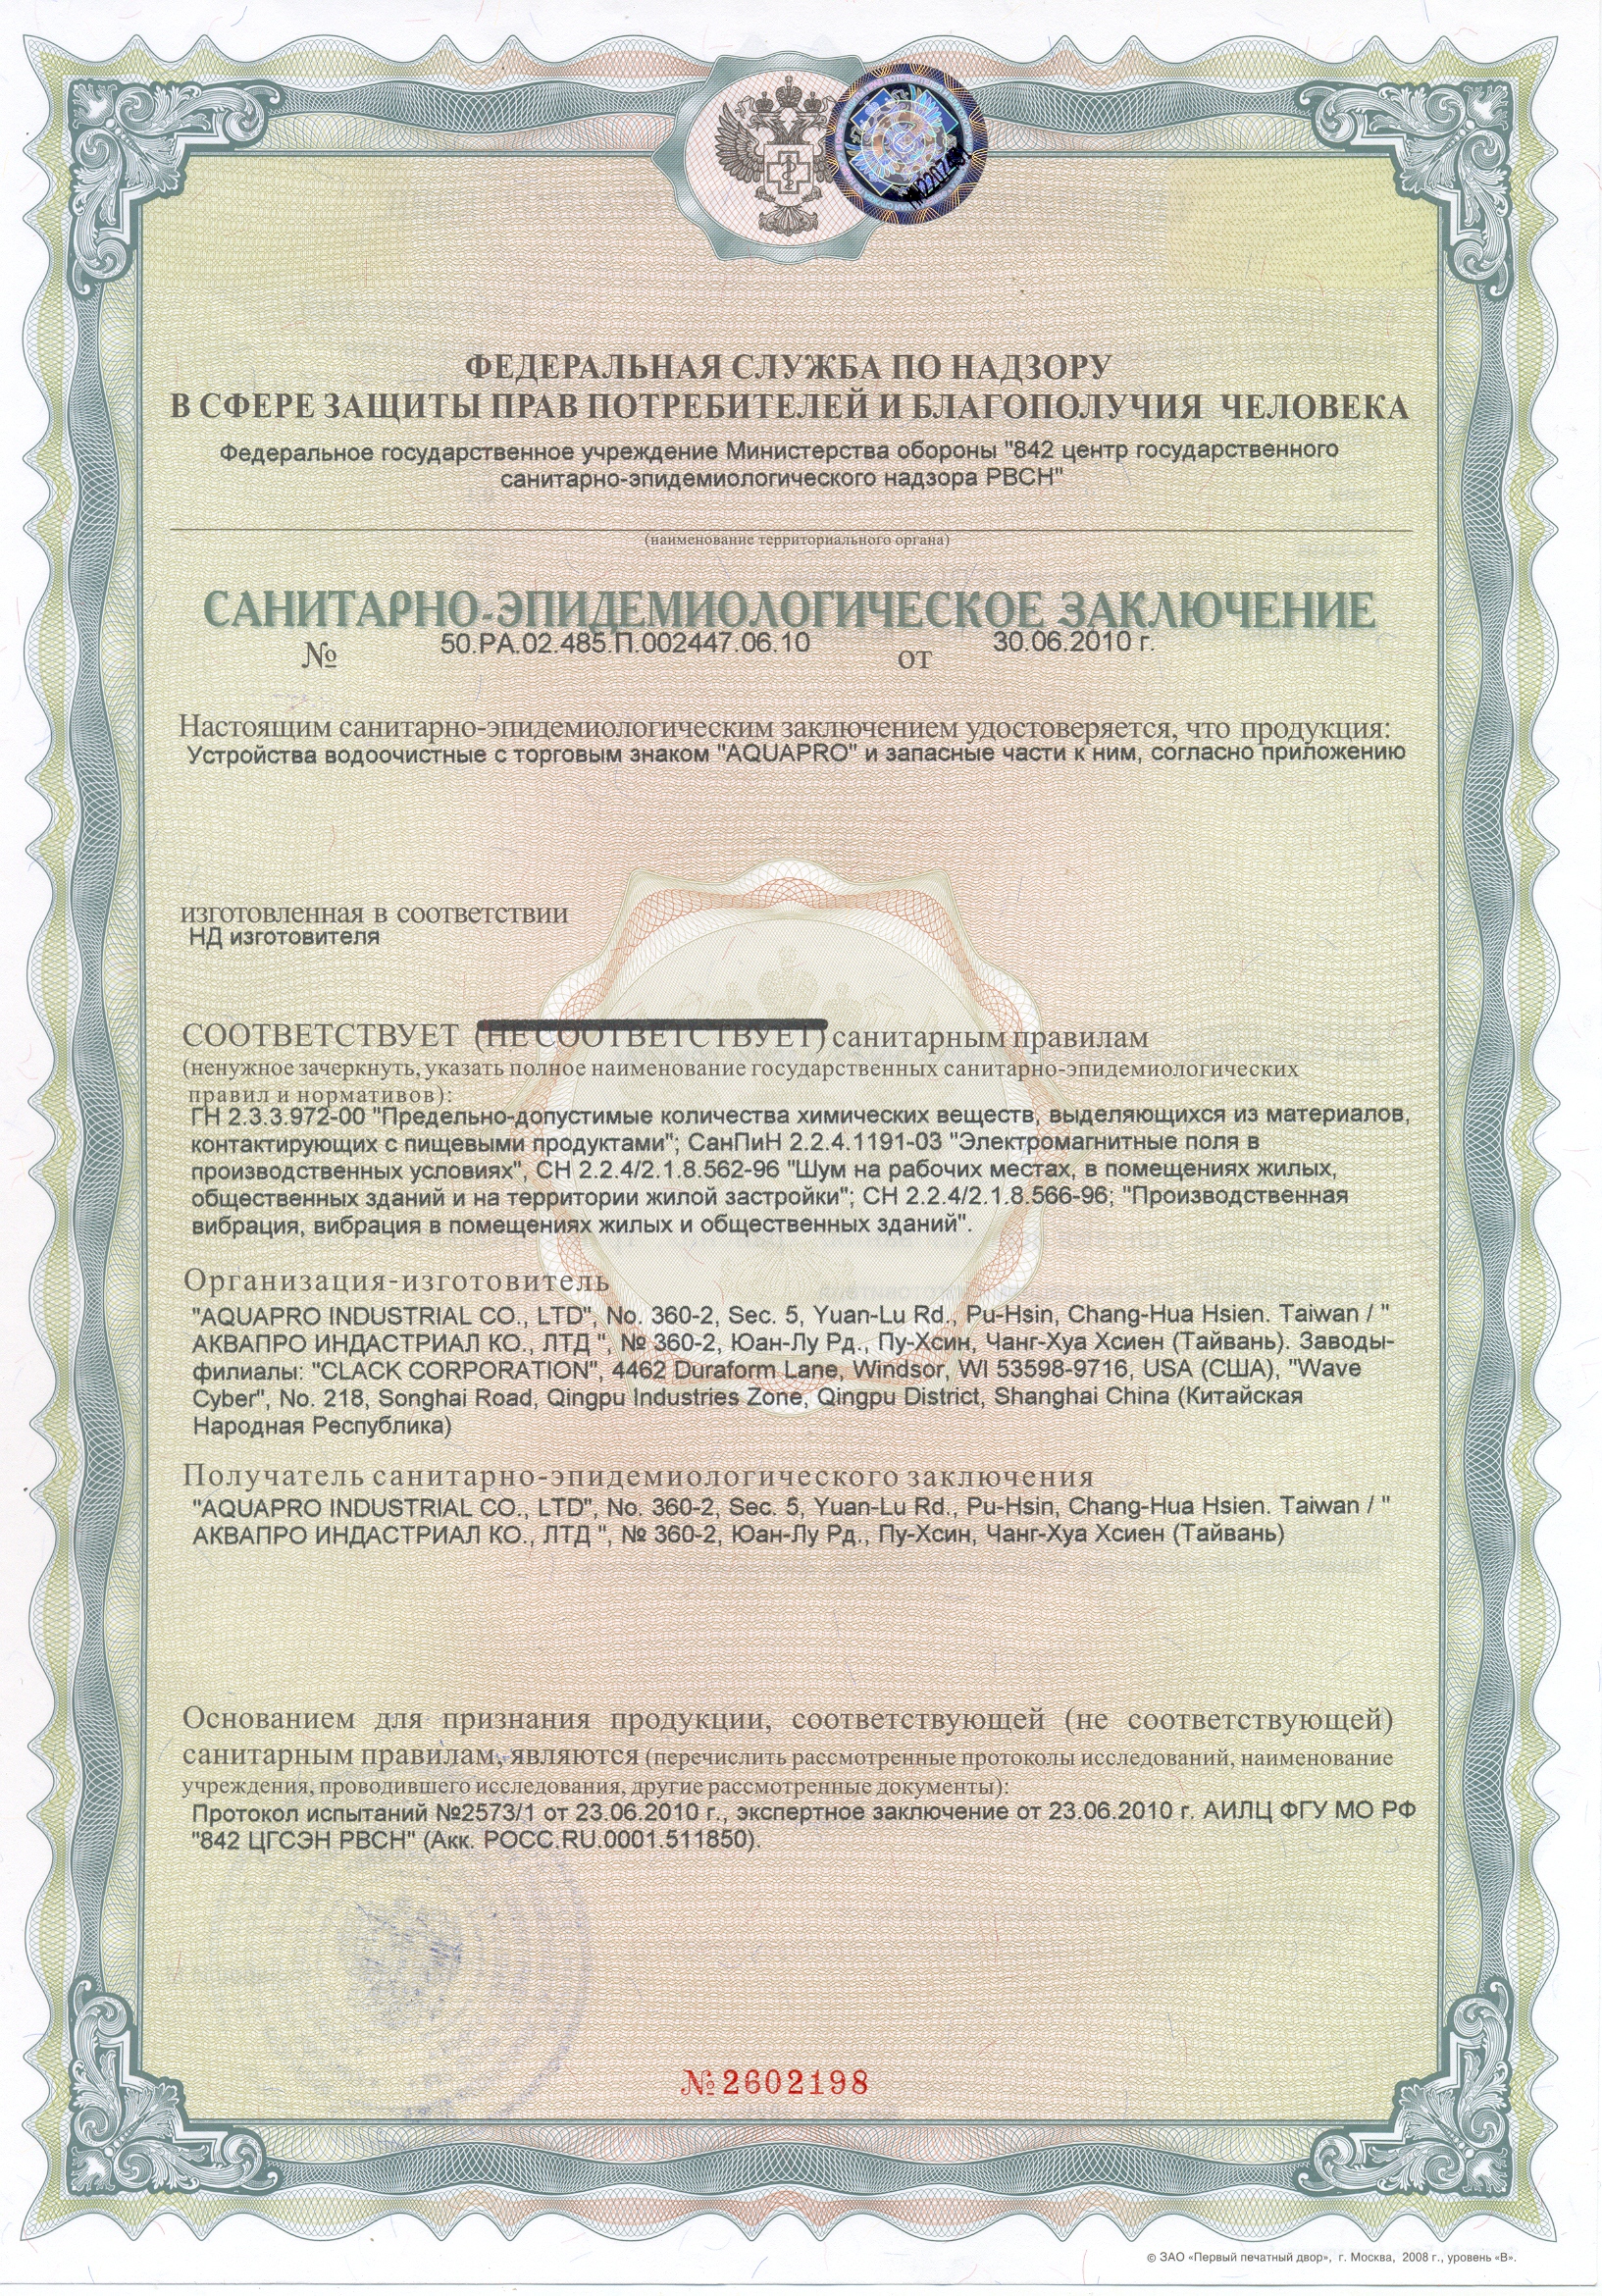 ФЕДЕРАЛЬНАЯ СЛУЖБА ПО НАДЗОРУ
В СФЕРЕ ЗАЩИТЫ ПРАВ ПОТРЕБИТЕЛЕЙ И БЛАГОПОЛУЧИЯ ЧЕЛОВЕКА
Федеральное государственное учреждение Министерства обороны "842 центр государственного
санитарно-эпидемиологического надзора РВСН"
(наименование территориального органа)
САНИТАРНО-ЭПИДЕМИОЛОГИЧЕСКОЕ ЗАКЛЮЧЕНИЕ
№ 50.РА.02.485.П.002447.06.10 от 30.06.2010 г.
Настоящим санитарно-эпидемиологическим заключением удостоверяется, что продукция:
Устройства водоочистные с торговым знаком "AQUAPRO" и запасные части к ним, согласно приложению
изготовленная в соответствии
НД изготовителя
СООТВЕТСТВУЕТ (НЕ СООТВЕТСТВУЕТ) санитарным правилам
(ненужное зачеркнуть, указать полное наименование государственных санитарно-эпидемиологических
правил и нормативов):
ГН 2.3.3.972-00 "Предельно-допустимые количества химических веществ, выделяющихся из материалов,
контактирующих с пищевыми продуктами"; СанПиН 2.2.4.1191-03 "Электромагнитные поля в
производственных условиях", СН 2.2.4/2.1.8.562-96 "Шум на рабочих местах, в помещениях жилых,
общественных зданий и на территории жилой застройки"; СН 2.2.4/2.1.8.566-96; "Производственная
вибрация, вибрация в помещениях жилых и общественных зданий".
Организация-изготовитель
"AQUAPRO INDUSTRIAL CO., LTD", No. 360-2, Sec. 5, Yuan-Lu Rd., Pu-Hsin, Chang-Hua Hsien. Taiwan / "
АКВАПРО ИНДАСТРИАЛ КО., ЛТД ", № 360-2, Юан-Лу Рд., Пу-Хсин, Чанг-Хуа Хсиен (Тайвань). Заводы-
филиалы: "CLACK CORPORATION", 4462 Duraform Lane, Windsor, WI 53598-9716, USA (США), "Wave
Cyber", No. 218, Songhai Road, Qingpu Industries Zone, Qingpu District, Shanghai China (Китайская
Народная Республика)
Получатель санитарно-эпидемиологического заключения
"AQUAPRO INDUSTRIAL CO., LTD", No. 360-2, Sec. 5, Yuan-Lu Rd., Pu-Hsin, Chang-Hua Hsien. Taiwan / "
АКВАПРО ИНДАСТРИАЛ КО., ЛТД ", № 360-2, Юан-Лу Рд., Пу-Хсин, Чанг-Хуа Хсиен (Тайвань)
Основанием для признания продукции, соответствующей (не соответствующей)
санитарным правилам, являются (перечислить рассмотренные протоколы исследований, наименование
учреждения, проводившего исследования, другие рассмотренные документы):
Протокол испытаний №2573/1 от 23.06.2010 г., экспертное заключение от 23.06.2010 г. АИЛЦ ФГУ МО РФ
"842 ЦГСЭН РВСН" (Акк. РОСС.RU.0001.511850).
№2602198
© ЗАО «Первый печатный двор», г. Москва, 2008 г., уровень «В».